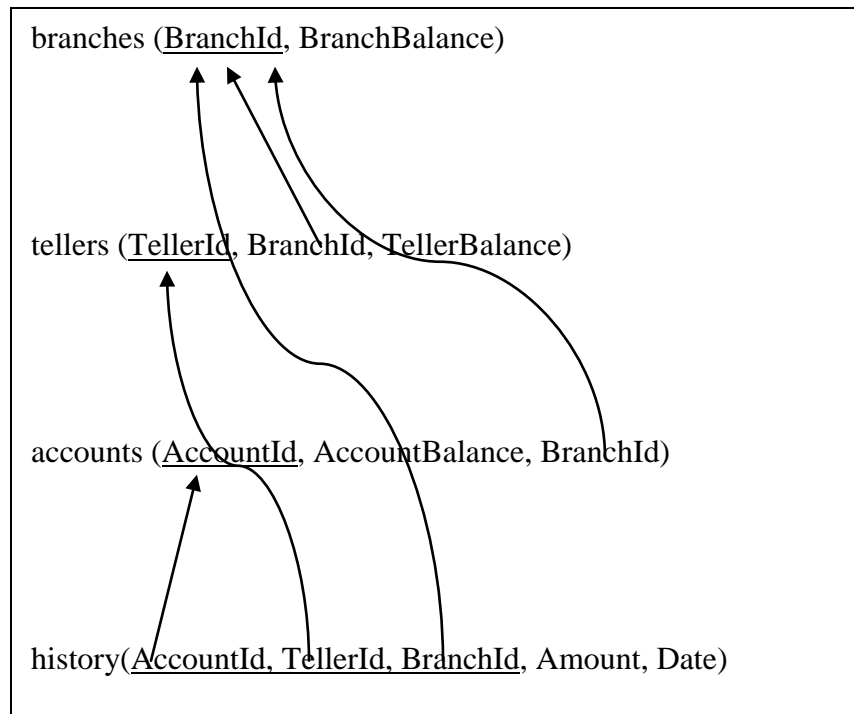 branches (BranchId, BranchBalance)
tellers (TellerId, BranchId, TellerBalance)
accounts (AccountId, AccountBalance, BranchId)
history(AccountId, TellerId, BranchId, Amount, Date)